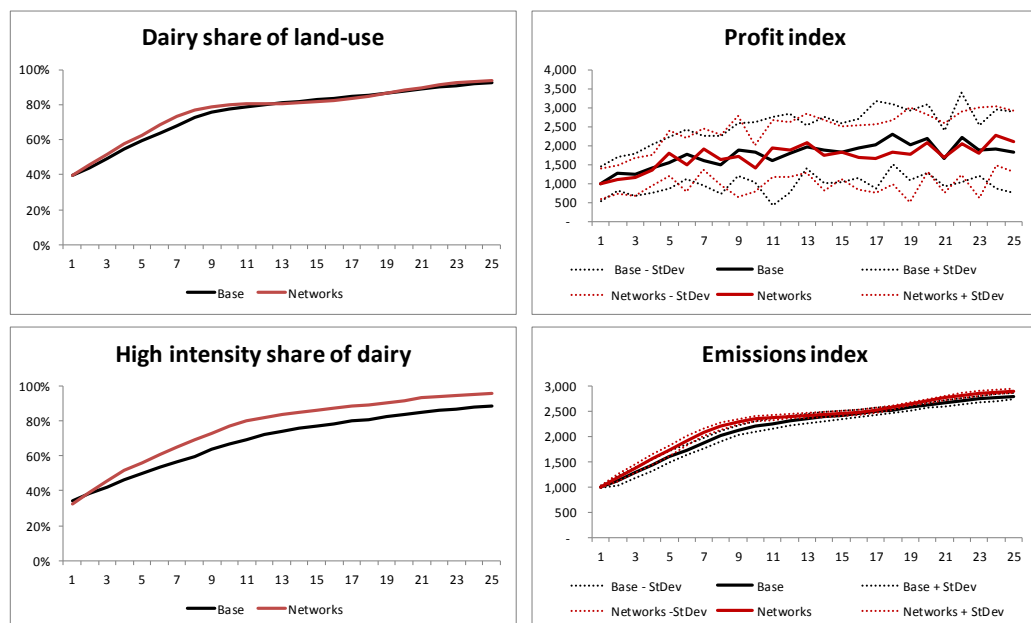 Dairy share of land-use
100%
80%
60%
40%
20%
0%
1 3 5 7 9 11 13 15 17 19 21 23 25
Base Networks
Profit index
4,000
3,500
3,000
2,500
2,000
1,500
1,000
500
-
1 3 5 7 9 11 13 15 17 19 21 23 25
Base - StDev Base Base + StDev
Networks - StDev Networks Networks + StDev
High intensity share of dairy
100%
80%
60%
40%
20%
0%
1 3 5 7 9 11 13 15 17 19 21 23 25
Base Networks
Emissions index
3,000
2,500
2,000
1,500
1,000
500
-
1 3 5 7 9 11 13 15 17 19 21 23 25
Base - StDev Base Base + StDev
Networks -StDev Networks Networks + StDev